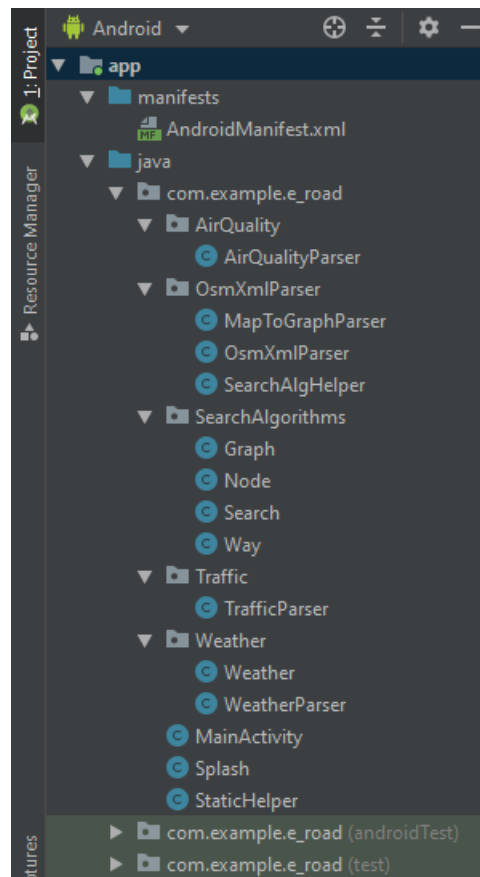 Android
1: Project
app
manifests
MF
AndroidManifest.xml
java
com.example.e_road
AirQuality
C AirQualityParser
Resource Manager
OsmXmlParser
C MapToGraphParser
C OsmXmlParser
C SearchAlgHelper
SearchAlgorithms
C Graph
C Node
C Search
C Way
Traffic
C TrafficParser
Weather
C Weather
C WeatherParser
C MainActivity
C Splash
C StaticHelper
com.example.e_road (androidTest)
com.example.e_road (test)